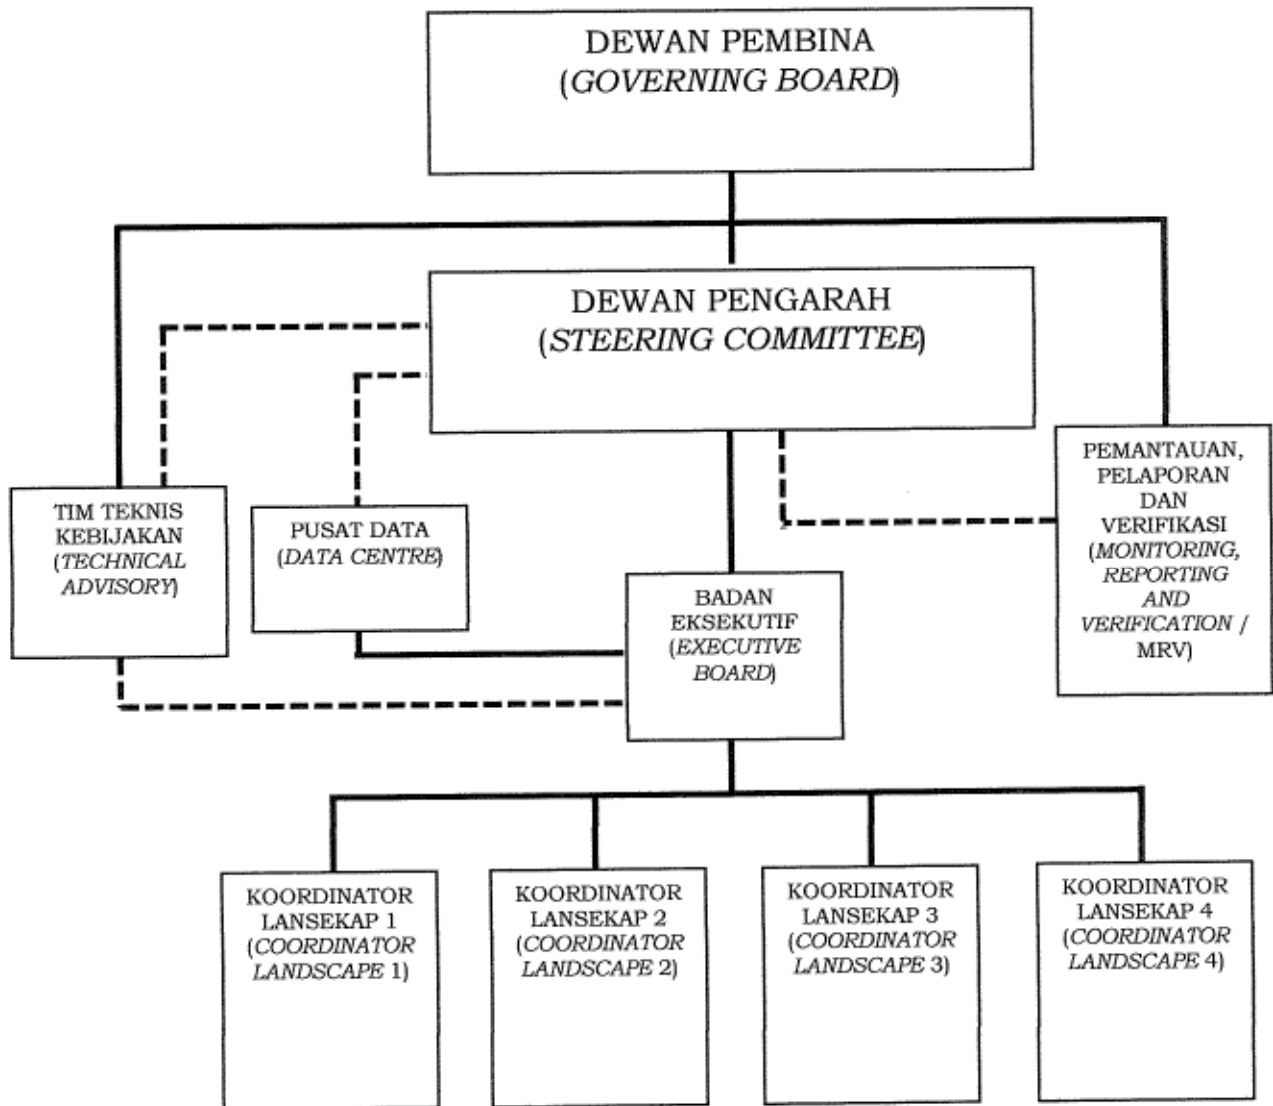 DEWAN PEMBINA
(GOVERNING BOARD)
DEWAN PENGARAH
(STEERING COMMITTEE)
TIM TEKNIS
KEBIJAKAN
(TECHNICAL
ADVISORY)
PUSAT DATA
(DATA CENTRE)
BADAN
EKSEKUTIF
(EXECUTIVE
BOARD)
PEMANTAUAN,
PELAPORAN
DAN
VERIFIKASI
(MONITORING,
REPORTING
AND
VERIFICATION /
MRV)
KOORDINATOR
LANSEKAP 1
(COORDINATOR
LANDSCAPE 1)
KOORDINATOR
LANSEKAP 2
(COORDINATOR
LANDSCAPE 2)
KOORDINATOR
LANSEKAP 3
(COORDINATOR
LANDSCAPE 3)
KOORDINATOR
LANSEKAP 4
(COORDINATOR
LANDSCAPE 4)